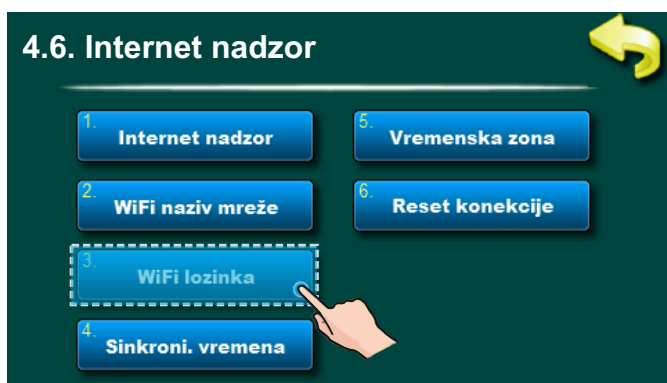 4.6. Internet nadzor
1.
Internet nadzor
2.
WiFi naziv mreže
3.
WiFi lozinka
4.
Sinkroni. vremena
5.
Vremenska zona
6.
Reset konekcije